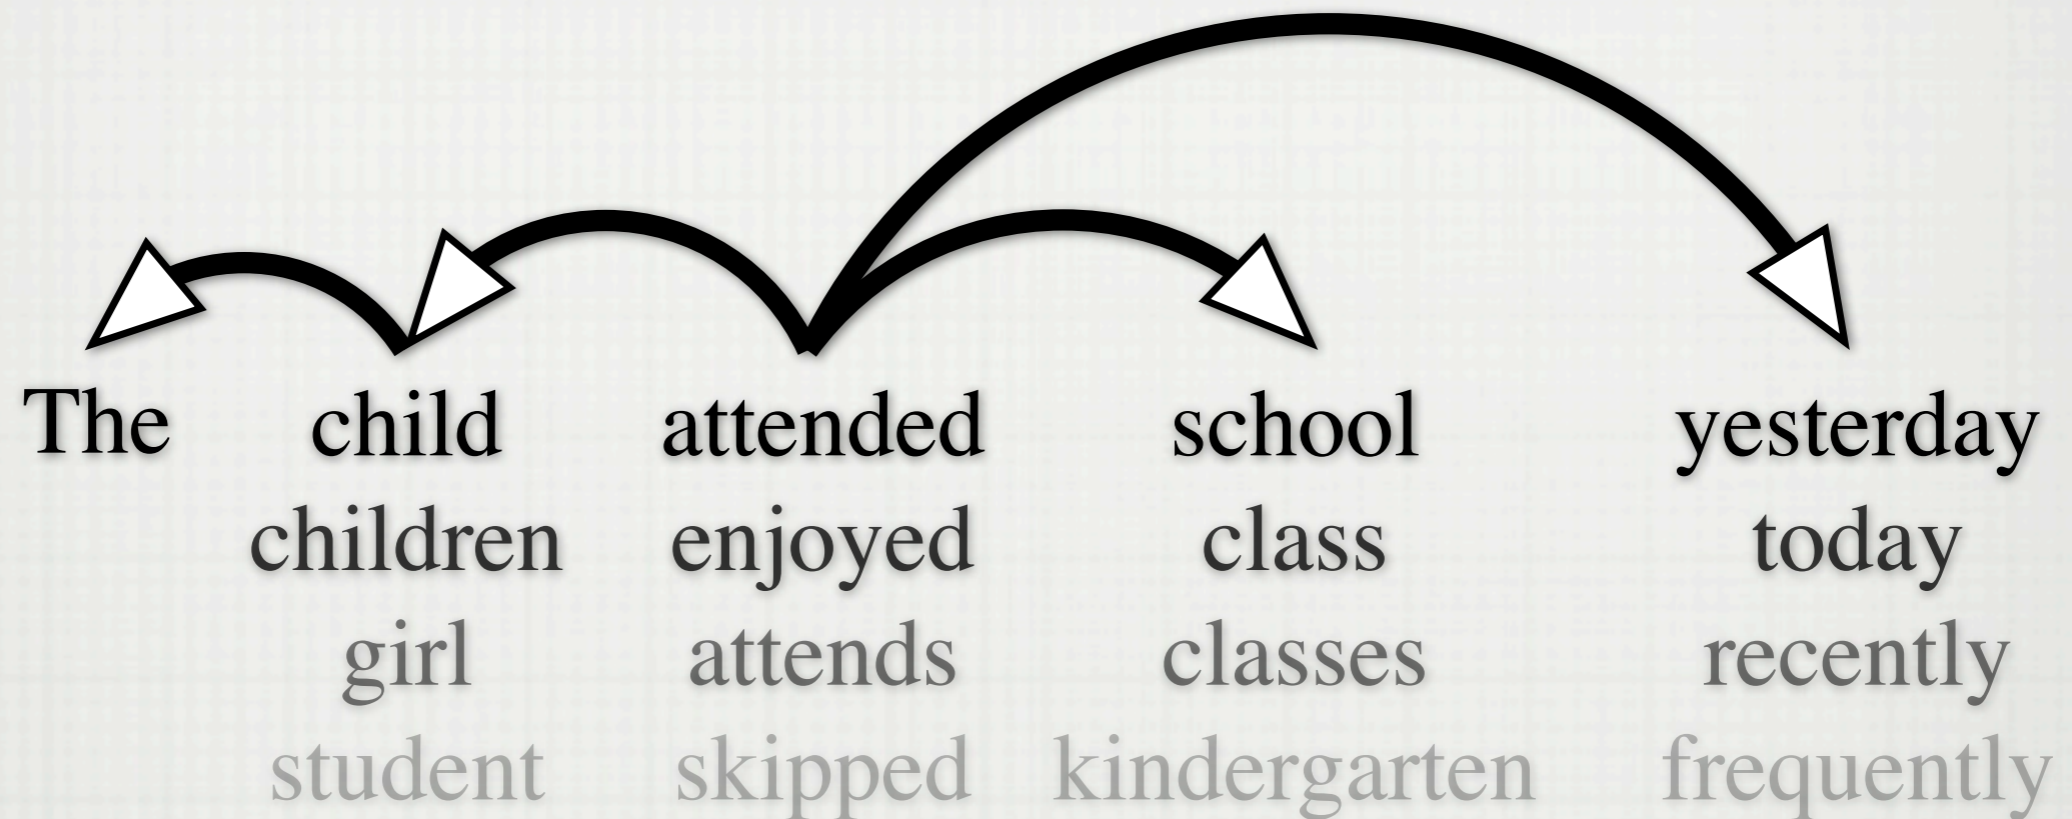 The child attended school yesterday
children enjoyed class today
girl attends classes recently
student skipped kindergarten frequently